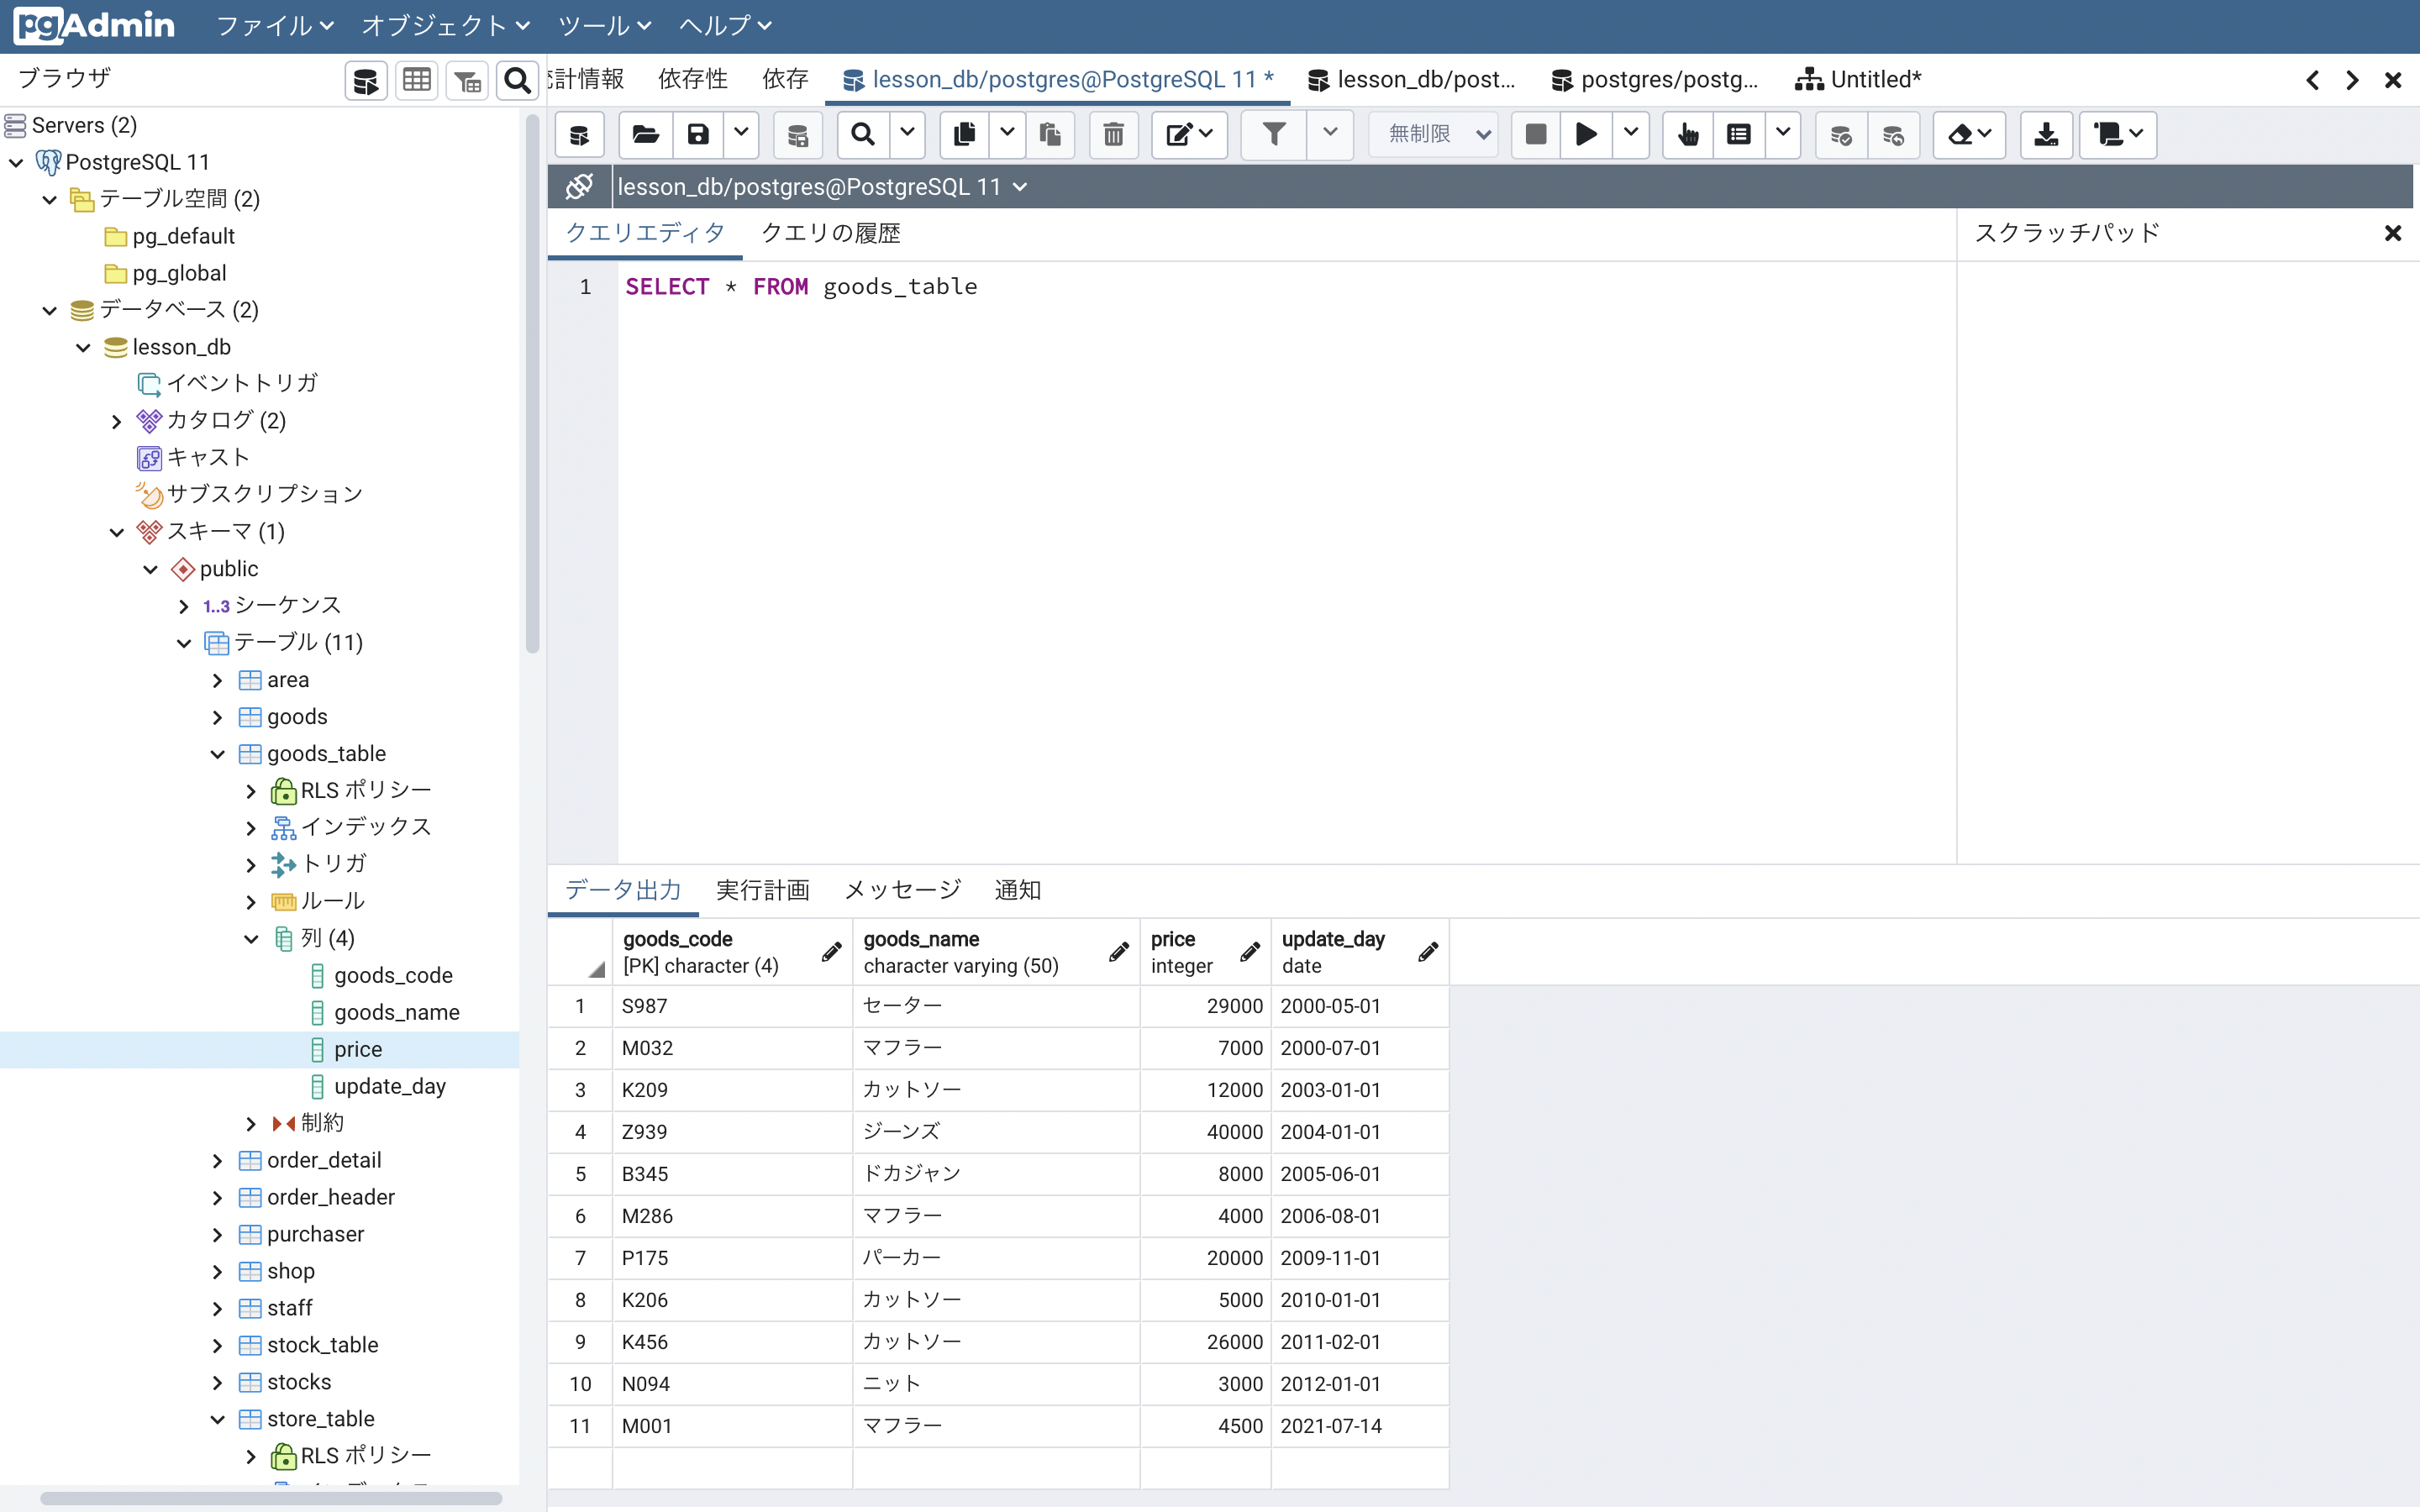 pgAdmin ファイル オブジェクト ツール ヘルプ
ブラウザ
Servers (2)
PostgreSQL 11
テーブル空間 (2)
pg_default
pg_global
データベース (2)
lesson_db
イベントトリガ
カタログ (2)
キャスト
サブスクリプション
スキーマ (1)
public
1..3 シーケンス
テーブル (11)
area
goods
goods_table
RLS ポリシー
インデックス
トリガ
ルール
列 (4)
goods_code
goods_name
price
update_day
制約
order_detail
order_header
purchaser
shop
staff
stock_table
stocks
store_table
RLS ポリシー
計情報 依存性 依存 lesson_db/postgres@PostgreSQL 11 * lesson_db/post... postgres/postg... Untitled*
無制限
lesson_db/postgres@PostgreSQL 11
クエリエディタ クエリの履歴 スクラッチパッド
1 SELECT * FROM goods_table
データ出力 実行計画 メッセージ 通知
goods_code goods_name price update_day
[PK] character (4) character varying (50) integer date
1 S987 セーター 29000 2000-05-01
2 M032 マフラー 7000 2000-07-01
3 K209 カットソー 12000 2003-01-01
4 Z939 ジーンズ 40000 2004-01-01
5 B345 ドカジャン 8000 2005-06-01
6 M286 マフラー 4000 2006-08-01
7 P175 パーカー 20000 2009-11-01
8 K206 カットソー 5000 2010-01-01
9 K456 カットソー 26000 2011-02-01
10 N094 ニット 3000 2012-01-01
11 M001 マフラー 4500 2021-07-14